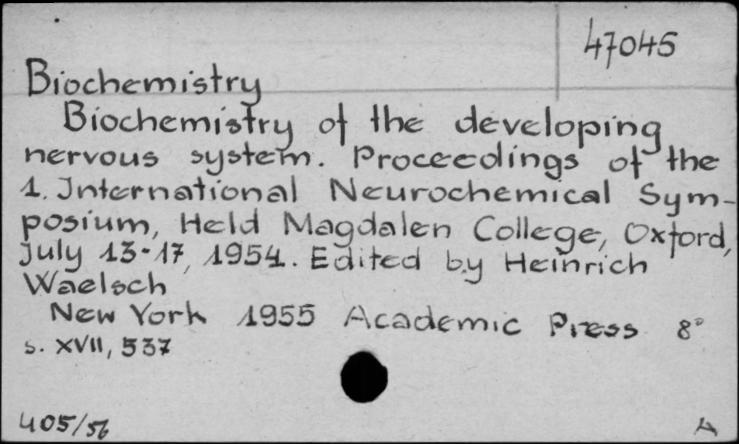 47045
Biochemistry
Biochemistry of the developing
nervous system. Proceedings of the
1. International Neurochemical Sym-
posium, Held Magdalen College, Oxford,
July 13-17, 1954. Edited by Heinrich
Waelsch
New York 1955 Academic Press 8°
s. XVII, 537
405/56
A